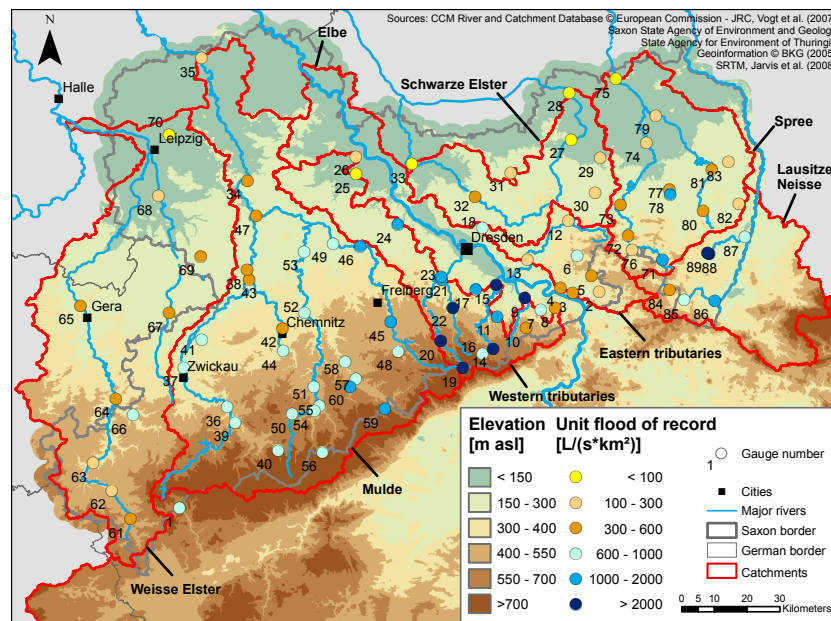 Sources: CCM River and Catchment Database © European Commission - JRC, Vogt et al. (2007
Saxon State Agency of Environment and Geolog
State Agency for Environment of Thuringi
Geoinformation © BKG (2005
SRTM, Jarvis et al. (2008
N
Elbe
35
Halle
Schwarze Elster
75
28
70
Leipzig
79
27
74
Spree
26
25
33
31
29
83
81
Lausitze
Neisse
68
34
32
30
77
78
82
80
47
24
18
12
73
Dresden
72
87
53
49
46
69
6
76
71
89
88
38
43
23
21
13
Freiberg
17
15
4
5
2
84
85
86
65
Gera
52
9
3
67
Chemnitz
42
45
22
11
7
8
41
44
10
Eastern tributaries
58
48
20
16
14
37
Zwickau
57
19
Western tributaries
64
51
60
66
36
55
59
39
50
54
40
56
63
Mulde
62
1
61
Weisse Elster
Elevation
[m asl]
Unit flood of record
[L/(s*km²)]
< 150
150 - 300
300 - 400
400 - 550
550 - 700
>700
< 100
100 - 300
300 - 600
600 - 1000
1000 - 2000
> 2000
1
Gauge number
Cities
Major rivers
Saxon border
German border
Catchments
0 5 10 20 30
Kilometers